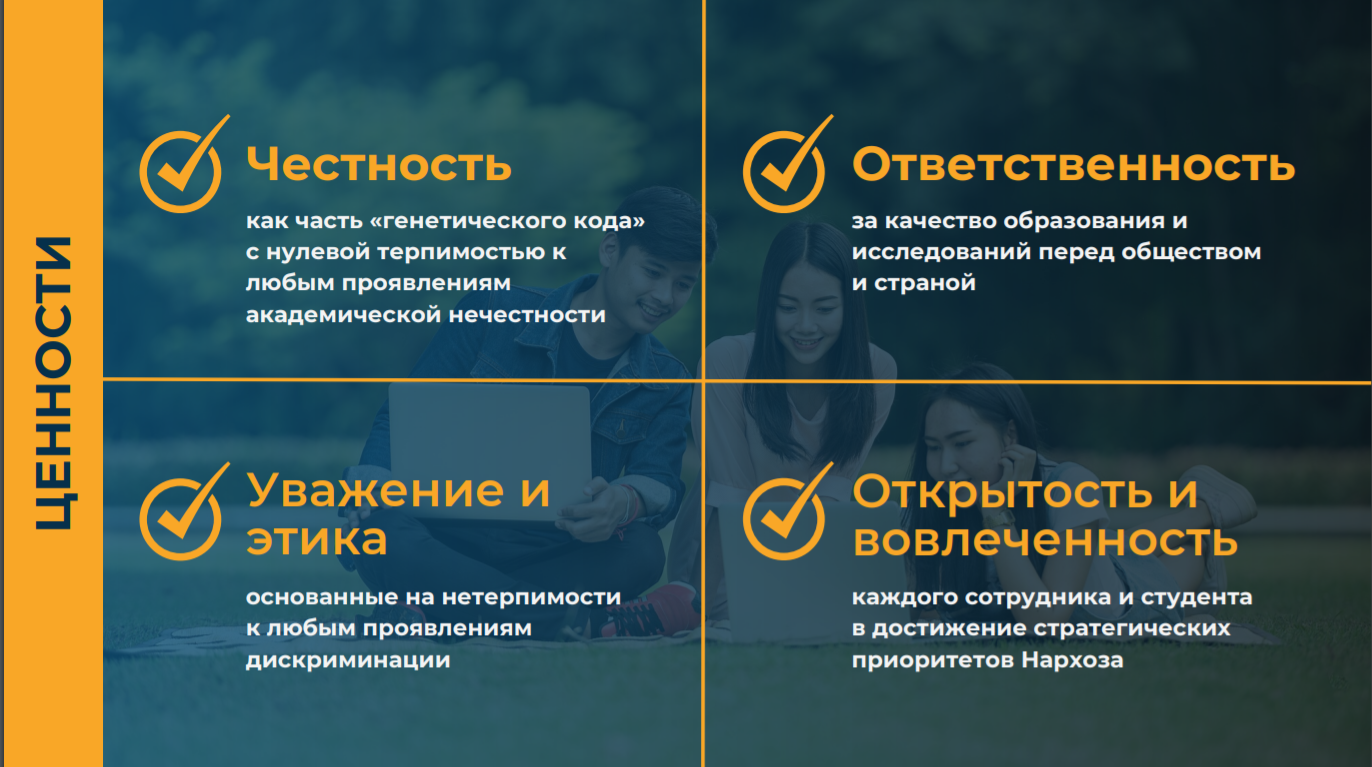 ЦЕННОСТИ
Честность
как часть «генетического кода»
с нулевой терпимостью к
любым проявлениям
академической нечестности
Ответственность
за качество образования и
исследований перед обществом
и страной
Уважение и
этика
основанные на нетерпимости
к любым проявлениям
дискриминации
Открытость и
вовлеченность
каждого сотрудника и студента
в достижение стратегических
приоритетов Нархоза